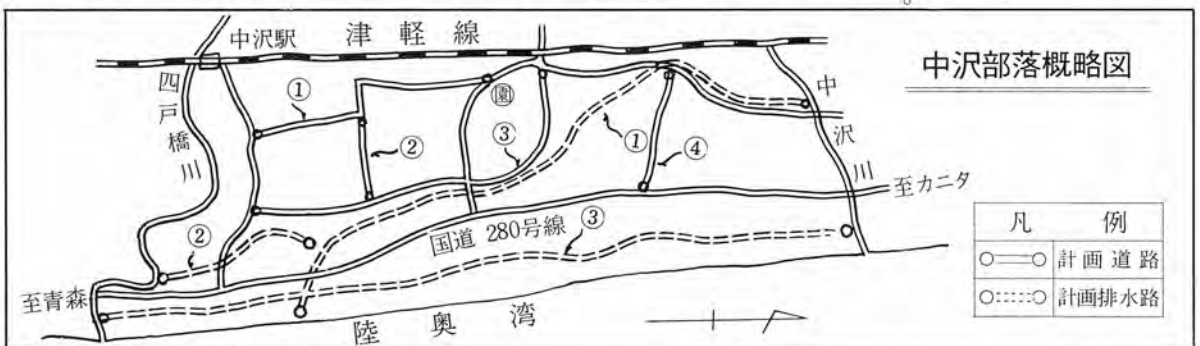 中沢部落概略図
中沢駅
津軽線
四戸橋川
①
②
園
③
①
④
中沢川
至カニタ
国道 280号線
②
③
至青森
陸奥湾
凡例
計画道路
計画排水路